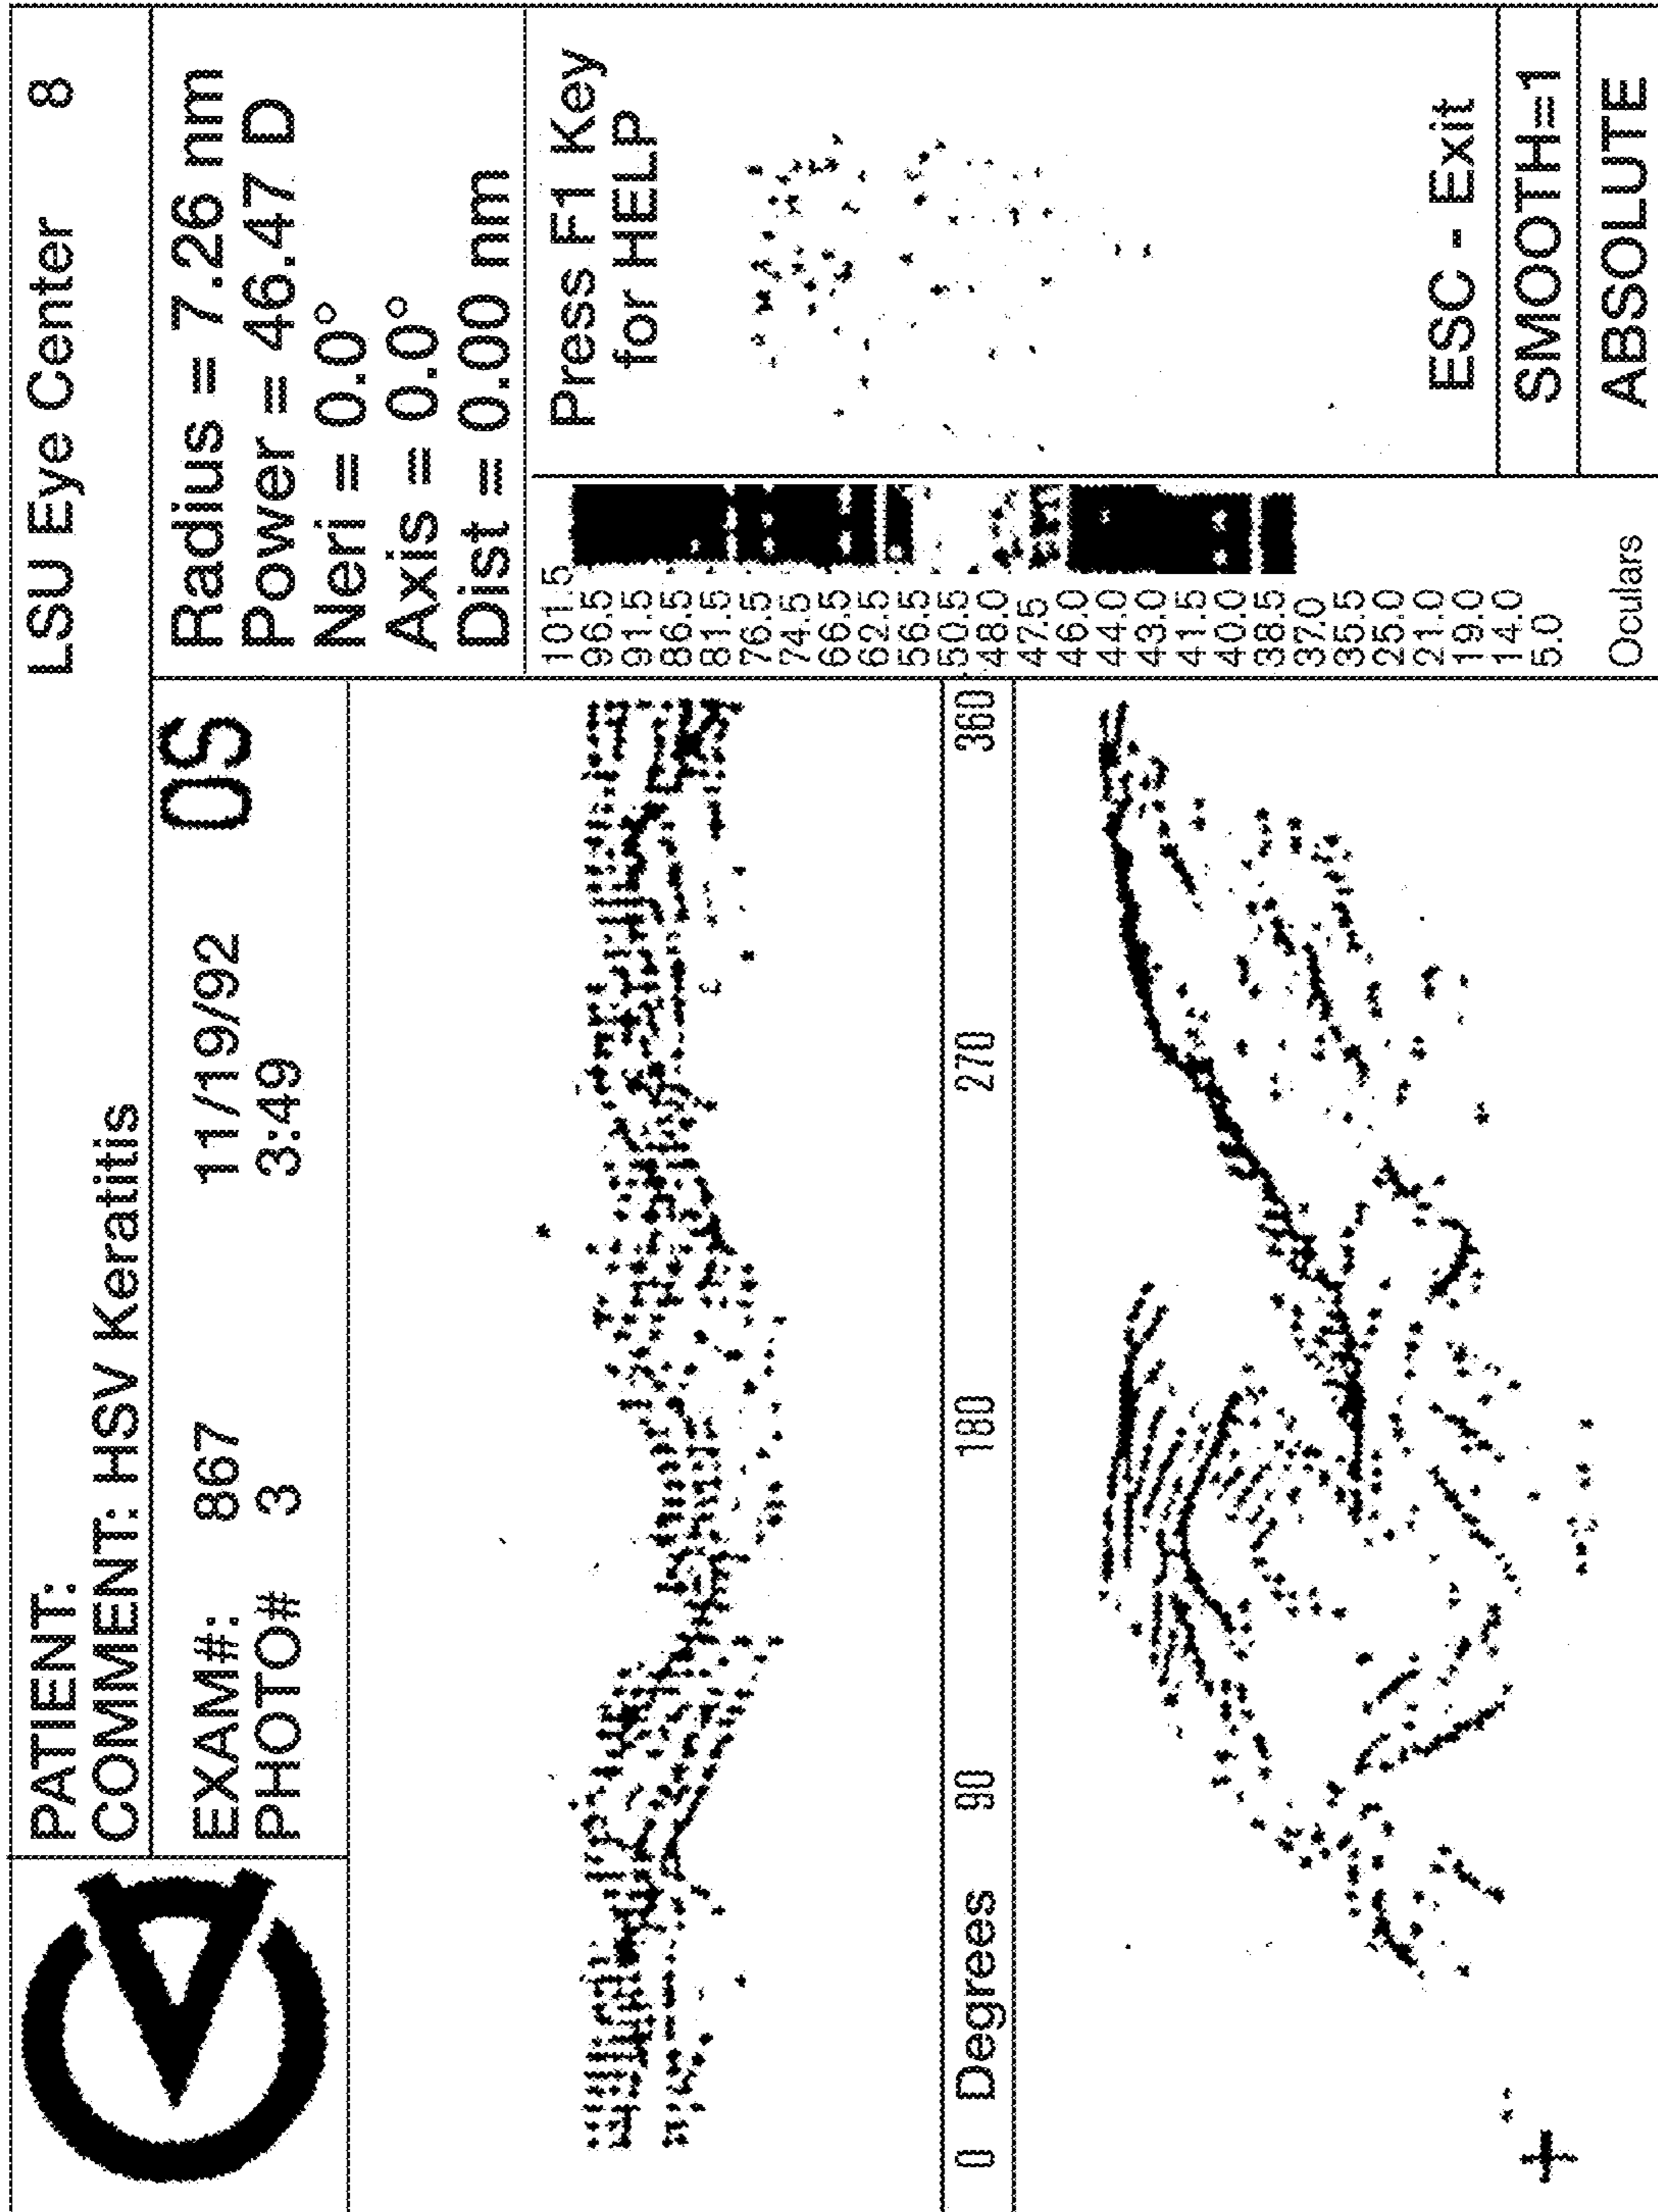 PATIENT:
COMMENT: HSV Keratitis
LSU Eye Center 8
EXAM#: 867 11/19/92 OS
PHOTO# 3 3:49
Radius = 7.26 nm
Power = 46.47 D
Neri = 0.0°
Axis = 0.0°
Dist = 0.00 nm
101.5
96.5
91.5
86.5
81.5
76.5
74.5
66.5
62.5
56.5
50.5
48.0
47.5
46.0
44.0
43.0
41.5
40.0
38.5
37.0
35.5
25.0
21.0
19.0
14.0
5.0
Oculars
Press F1 Key
for HELP
ESC - Exit
SMOOTH=1
ABSOLUTE
0 Degrees 90 180 270 360